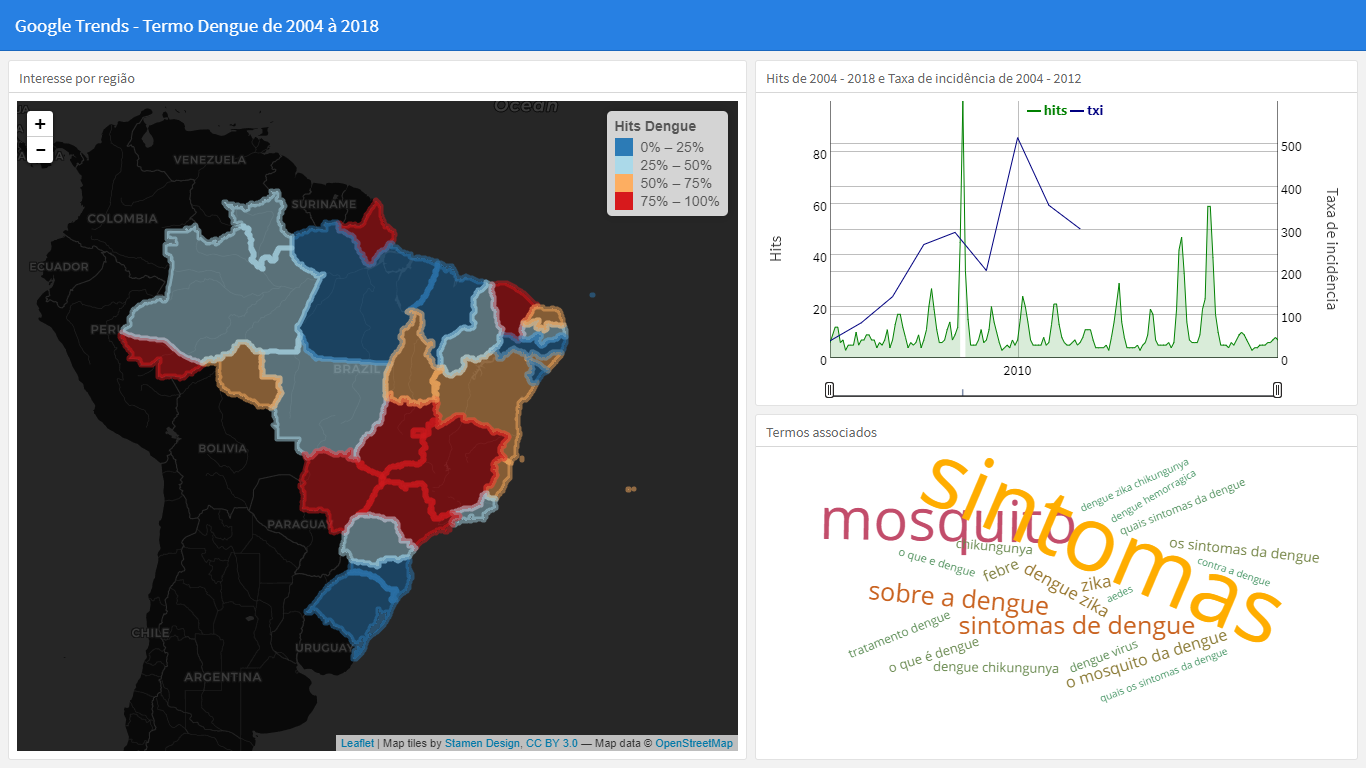 Google Trends - Termo Dengue de 2004 à 2018
Interesse por região
+
−
Ocean
VENEZUELA
SURINAME
COLOMBIA
ECUADOR
PERU
BRAZIL
BOLIVIA
PARAGUAY
CHILE
URUGUAY
ARGENTINA
Hits Dengue
0% – 25%
25% – 50%
50% – 75%
75% – 100%
Leaflet | Map tiles by Stamen Design, CC BY 3.0 — Map data © OpenStreetMap
Hits de 2004 - 2018 e Taxa de incidência de 2004 - 2012
hits txi
Hits
80
60
40
20
0
500
400
300
200
100
0
Taxa de incidência
2010
Termos associados
sintomas
mosquito
dengue zika chikungunya
dengue hemorragica
quais sintomas da dengue
os sintomas da dengue
chikungunya
o que e dengue
febre
dengue zika
zika
aedes
contra a dengue
sobre a dengue
sintomas de dengue
tratamento dengue
o que é dengue
dengue chikungunya
dengue virus
o mosquito da dengue
quais os sintomas da dengue